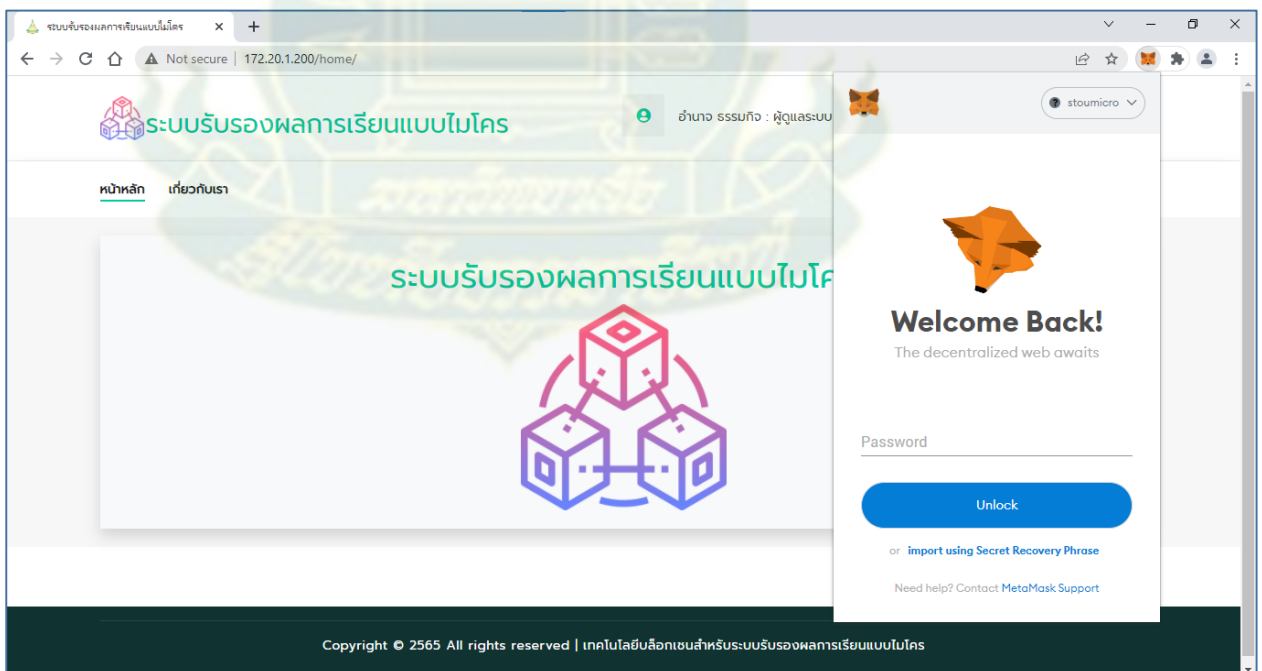 ระบบรับรองผลการเรียนแบบไมโคร
Not secure | 172.20.1.200/home/
ระบบรับรองผลการเรียนแบบไมโคร
อำนาจ ธรรมกิจ : ผู้ดูแลระบบ
stoumicro
หน้าหลัก เกี่ยวกับเรา
ระบบรับรองผลการเรียนแบบไมโค
Welcome Back!
The decentralized web awaits
Password
Unlock
or import using Secret Recovery Phrase
Need help? Contact MetaMask Support
Copyright © 2565 All rights reserved | เทคโนโลยีบล็อกเชนสำหรับระบบรับรองผลการเรียนแบบไมโคร